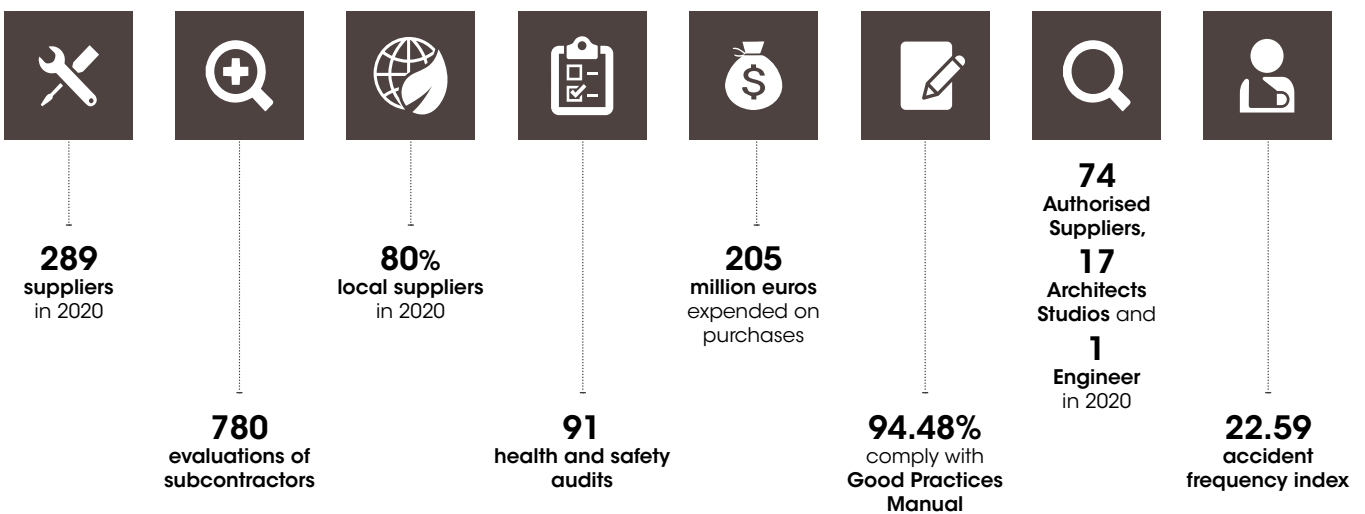 289
suppliers
in 2020
780
evaluations of
subcontractors
80%
local suppliers
in 2020
91
health and safety
audits
$
205
million euros
expended on
purchases
94.48%
comply with
Good Practices
Manual
74
Authorised
Suppliers,
17
Architects
Studios and
1
Engineer
in 2020
22.59
accident
frequency index